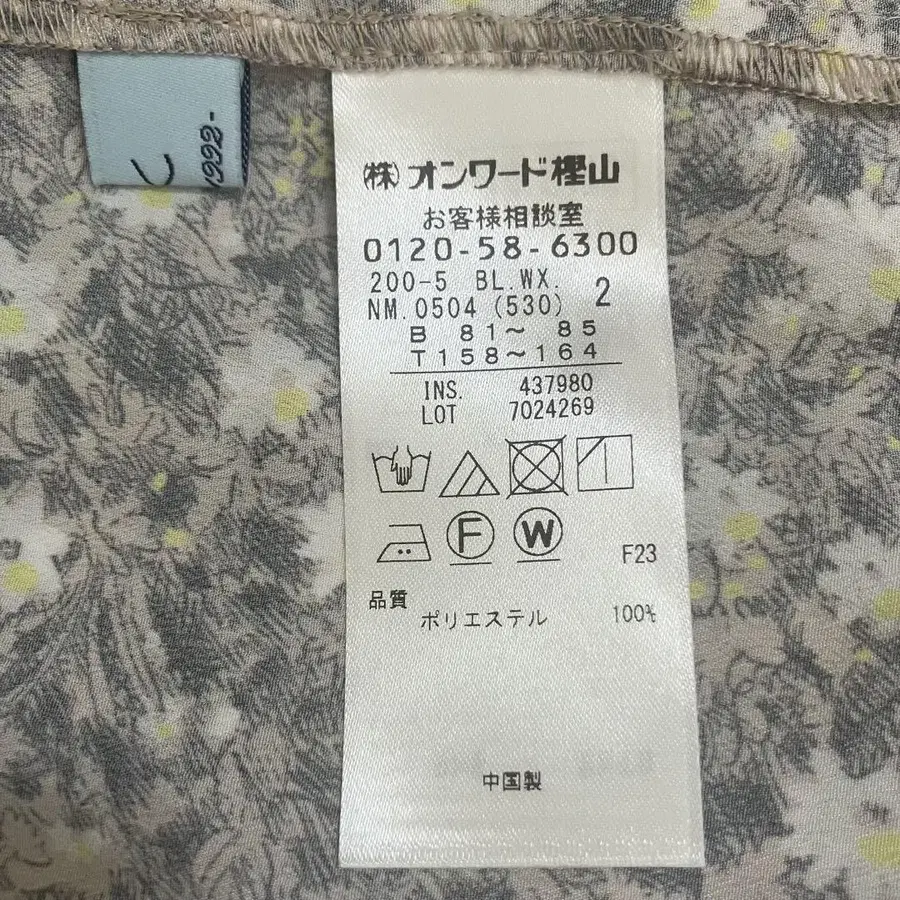 1992-
㈱オンワード樫山
お客様相談室
0120-58-6300
200-5 BL.WX. 2
NM.0504 (530)
B 81～ 85
T158～164
INS. 437980
LOT 7024269
F
W
F23
品質
ポリエステル 100%
中国製